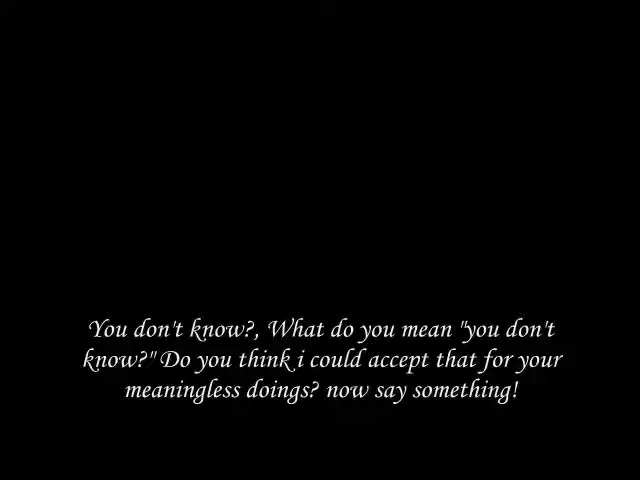 You don't know?, What do you mean "you don't
know?" Do you think i could accept that for your
meaningless doings? now say something!